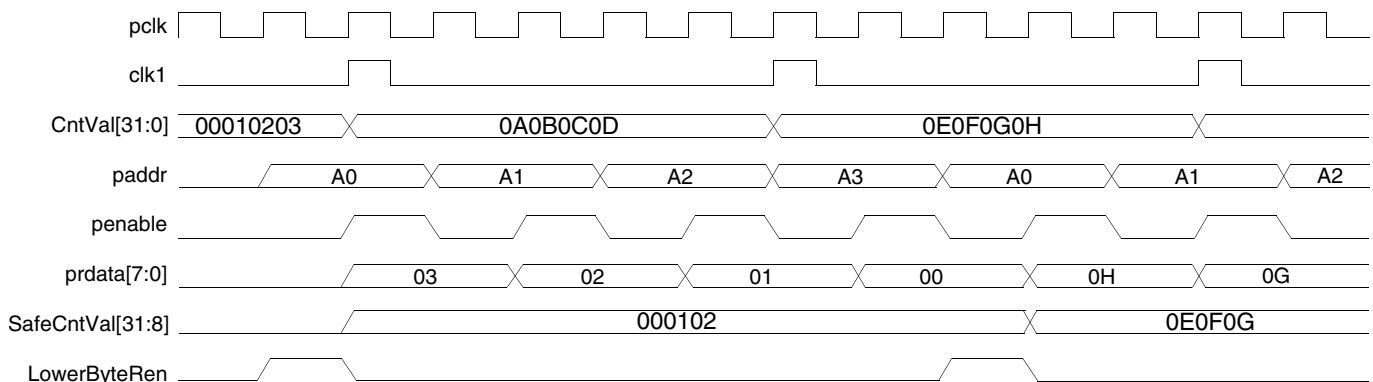 pclk
clk1
CntVal[31:0] 00010203 0A0B0C0D 0E0F0G0H
paddr A0 A1 A2 A3 A0 A1 A2
penable
prdata[7:0] 03 02 01 00 0H 0G
SafeCntVal[31:8] 000102 0E0F0G
LowerByteRen